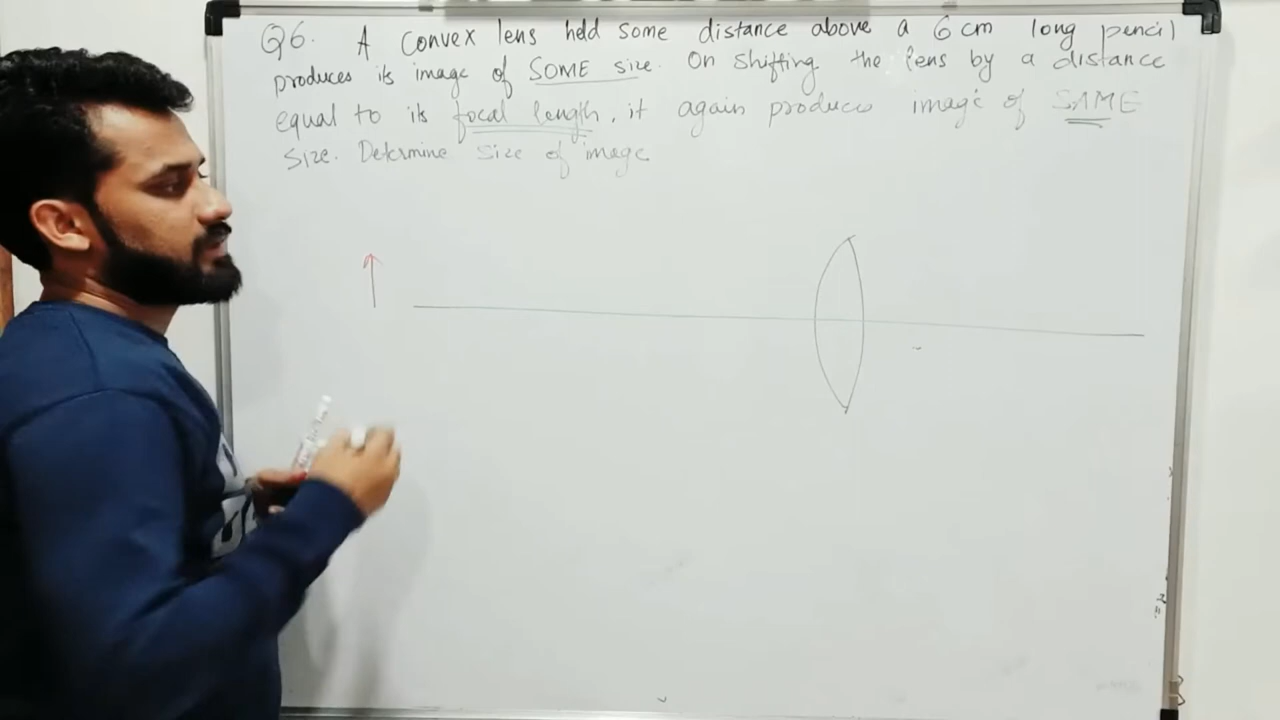 Q6. A Convex lens held some distance above a 6 cm long pencil
produces its image of SOME size. On shifting the lens by a distance
equal to its focal length, it again produces image of SAME
size. Determine size of image